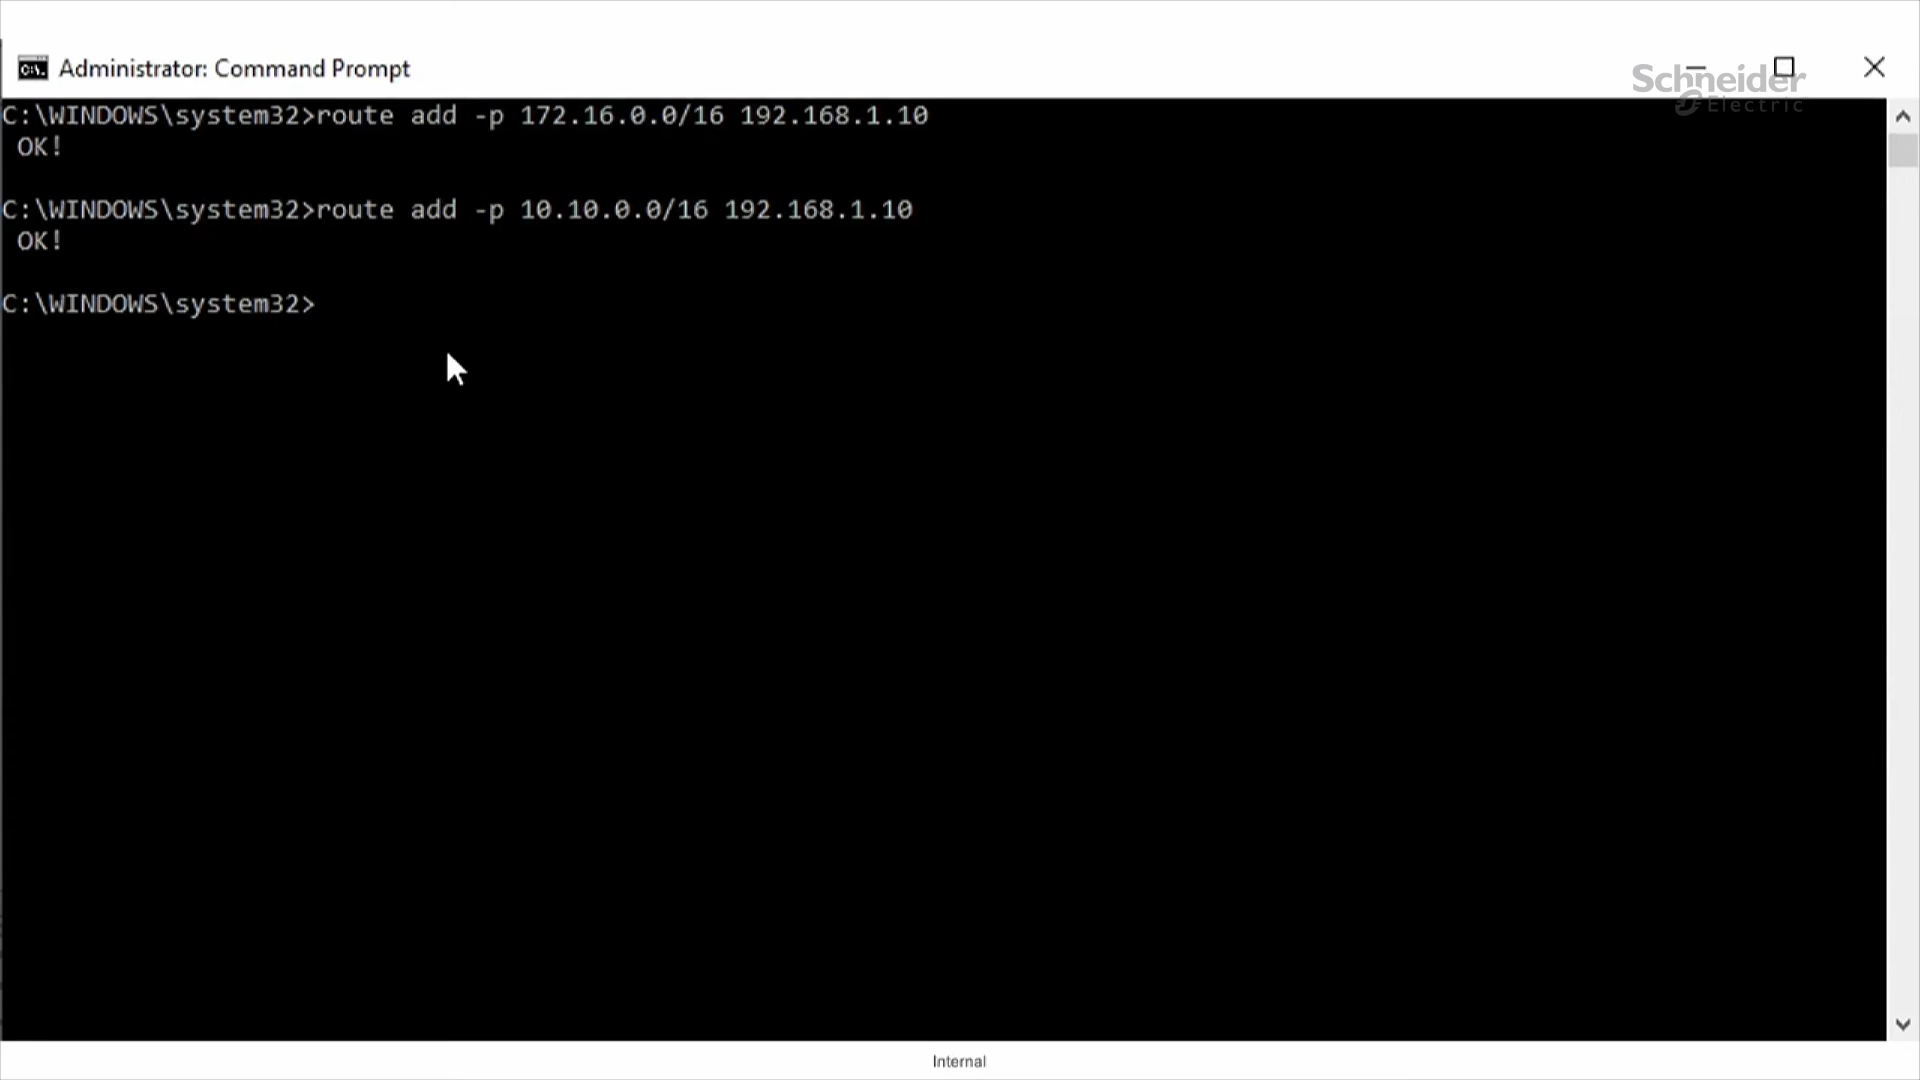 Administrator: Command Prompt
Schneider
Electric
C:\WINDOWS\system32>route add -p 172.16.0.0/16 192.168.1.10
OK!
C:\WINDOWS\system32>route add -p 10.10.0.0/16 192.168.1.10
OK!
C:\WINDOWS\system32>
Internal